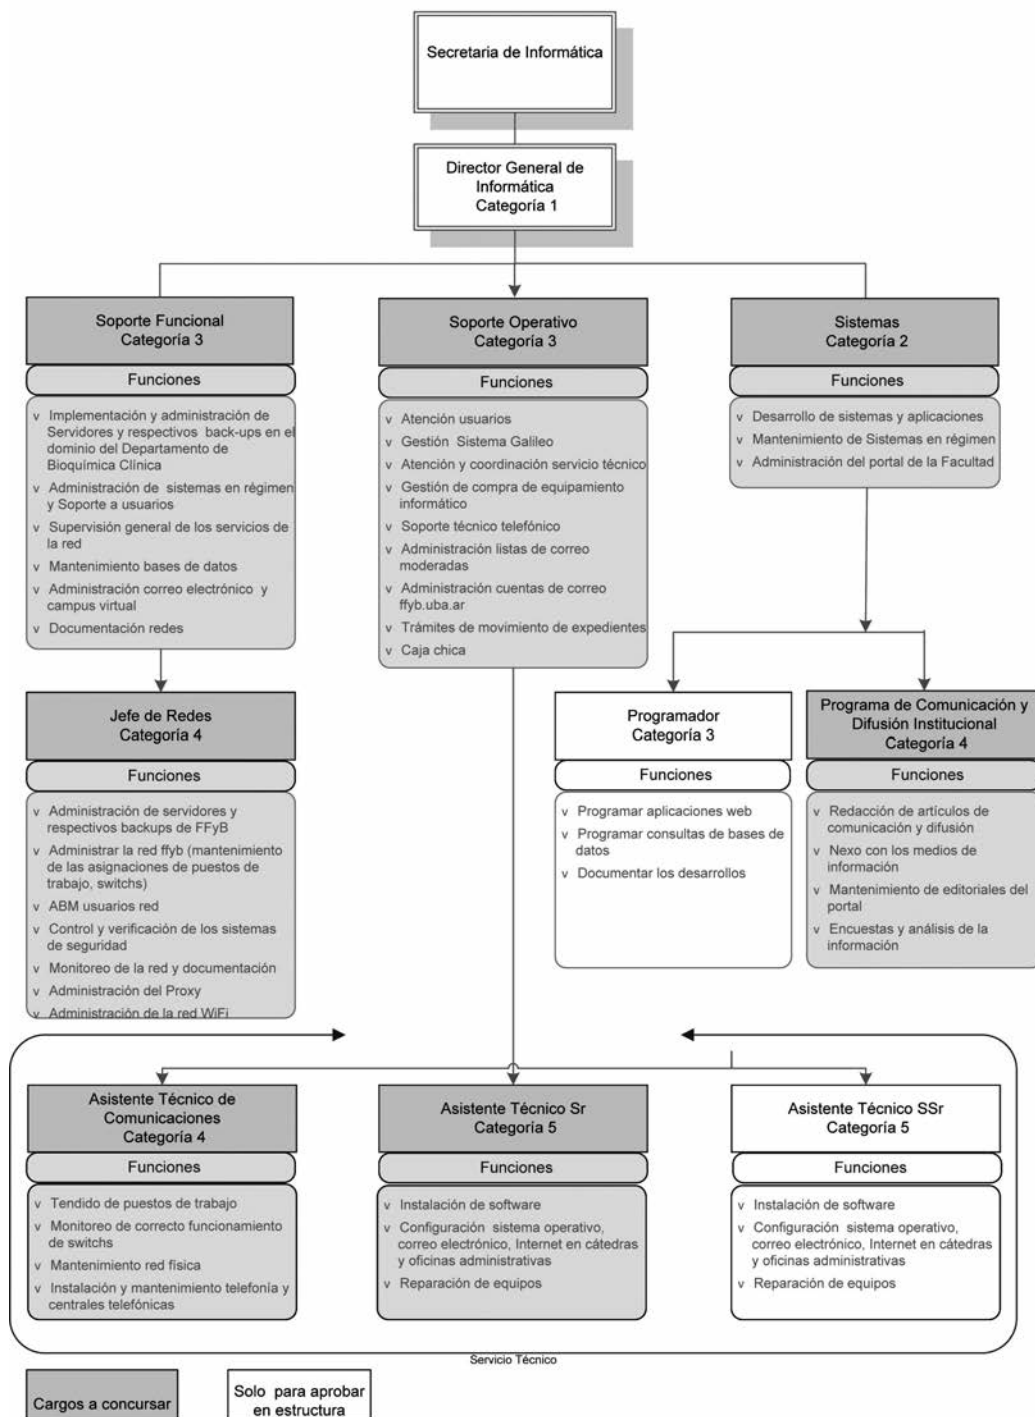 Secretaria de Informática
Director General de
Informática
Categoría 1
Soporte Funcional
Categoría 3
Funciones
v Implementación y administración de
Servidores y respectivos back-ups en el
dominio del Departamento de
Bioquímica Clínica
v Administración de sistemas en régimen
y Soporte a usuarios
v Supervisión general de los servicios de
la red
v Mantenimiento bases de datos
v Administración correo electrónico y
campus virtual
v Documentación redes
Soporte Operativo
Categoría 3
Funciones
v Atención usuarios
v Gestión Sistema Galileo
v Atención y coordinación servicio técnico
v Gestión de compra de equipamiento
informático
v Soporte técnico telefónico
v Administración listas de correo
moderadas
v Administración cuentas de correo
ffyb.uba.ar
v Trámites de movimiento de expedientes
v Caja chica
Sistemas
Categoría 2
Funciones
v Desarrollo de sistemas y aplicaciones
v Mantenimiento de Sistemas en régimen
v Administración del portal de la Facultad
Jefe de Redes
Categoría 4
Funciones
v Administración de servidores y
respectivos backups de FFyB
v Administrar la red ffyb (mantenimiento
de las asignaciones de puestos de
trabajo, switchs)
v ABM usuarios red
v Control y verificación de los sistemas
de seguridad
v Monitoreo de la red y documentación
v Administración del Proxy
v Administración de la red WiFi
Programador
Categoría 3
Funciones
v Programar aplicaciones web
v Programar consultas de bases de
datos
v Documentar los desarrollos
Programa de Comunicación y
Difusión Institucional
Categoría 4
Funciones
v Redacción de artículos de
comunicación y difusión
v Nexo con los medios de
información
v Mantenimiento de editoriales del
portal
v Encuestas y análisis de la
información
Asistente Técnico de
Comunicaciones
Categoría 4
Funciones
v Tendido de puestos de trabajo
v Monitoreo de correcto funcionamiento
de switchs
v Mantenimiento red física
v Instalación y mantenimiento telefonía y
centrales telefónicas
Asistente Técnico Sr
Categoría 5
Funciones
v Instalación de software
v Configuración sistema operativo,
correo electrónico, Internet en cátedras
y oficinas administrativas
v Reparación de equipos
Asistente Técnico SSr
Categoría 5
Funciones
v Instalación de software
v Configuración sistema operativo,
correo electrónico, Internet en cátedras
y oficinas administrativas
v Reparación de equipos
Servicio Técnico
Cargos a concursar
Solo para aprobar
en estructura